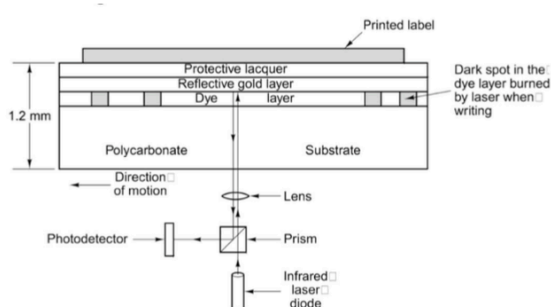 Printed label
Protective lacquer
Reflective gold layer
Dye layer
Dark spot in the
dye layer burned
by laser when
writing
1.2 mm
Polycarbonate Substrate
Direction
of motion
Lens
Photodetector
Prism
Infrared
laser
diode